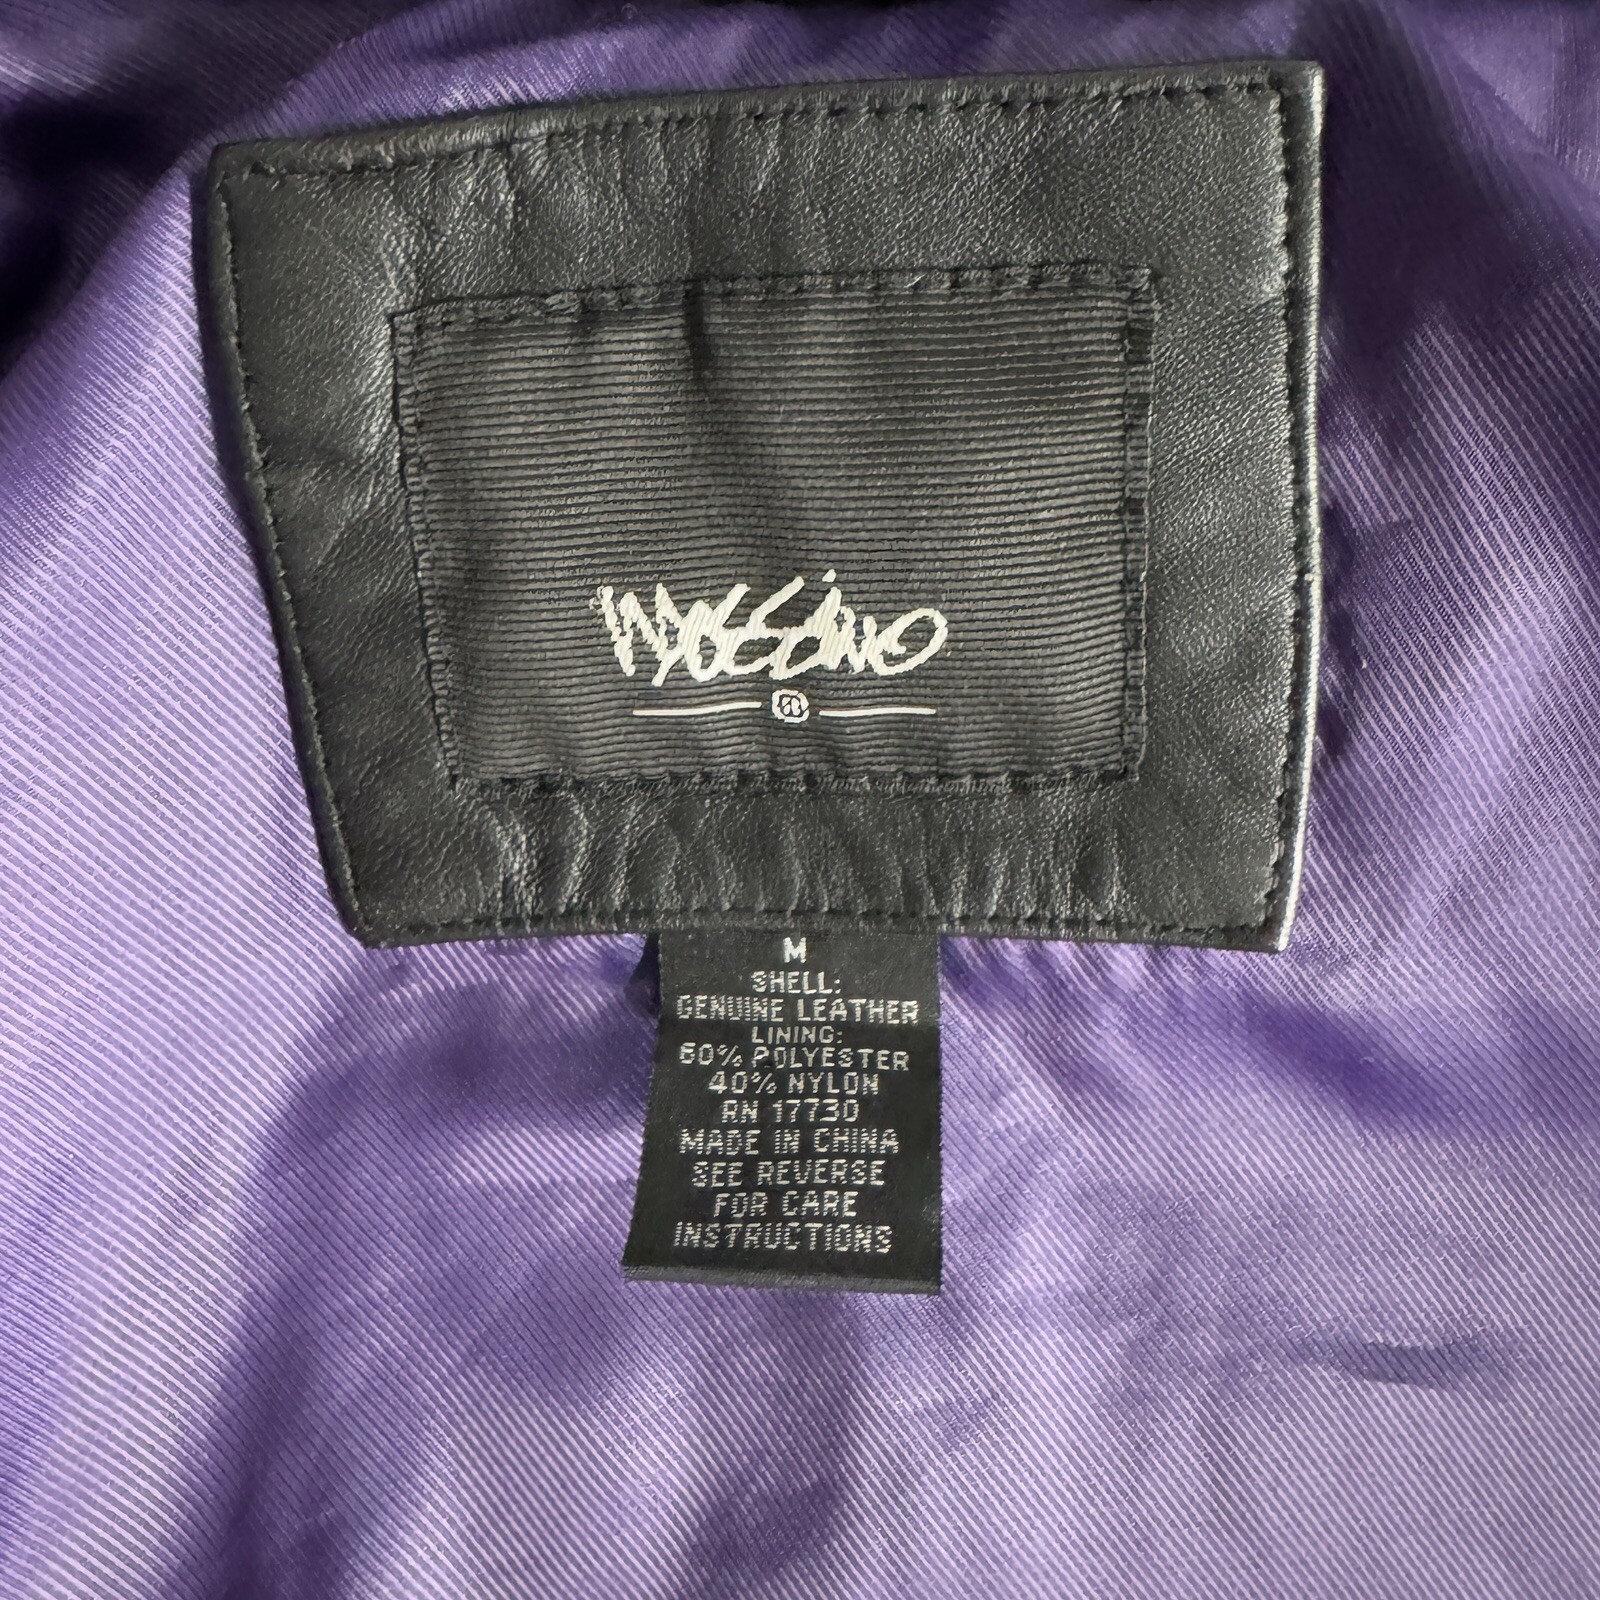 Mossimo
M
SHELL:
GENUINE LEATHER
LINING:
60% POLYESTER
40% NYLON
RN 17730
MADE IN CHINA
SEE REVERSE
FOR CARE
INSTRUCTIONS